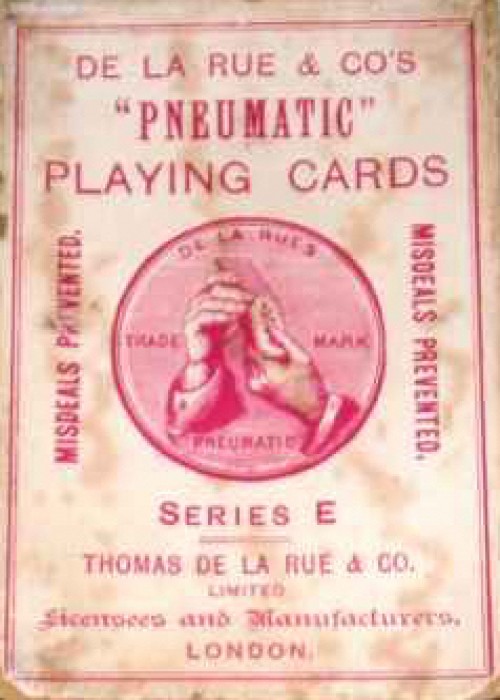 DE LA RUE & CO'S
"PNEUMATIC"
PLAYING CARDS
MISDEALS PREVENTED.
DE LA RUES
TRADE MARK
PNEUMATIC
MISDEALS PREVENTED.
SERIES E
THOMAS DE LA RUE & CO.
LIMITED
Licensees and Manufacturers,
LONDON.